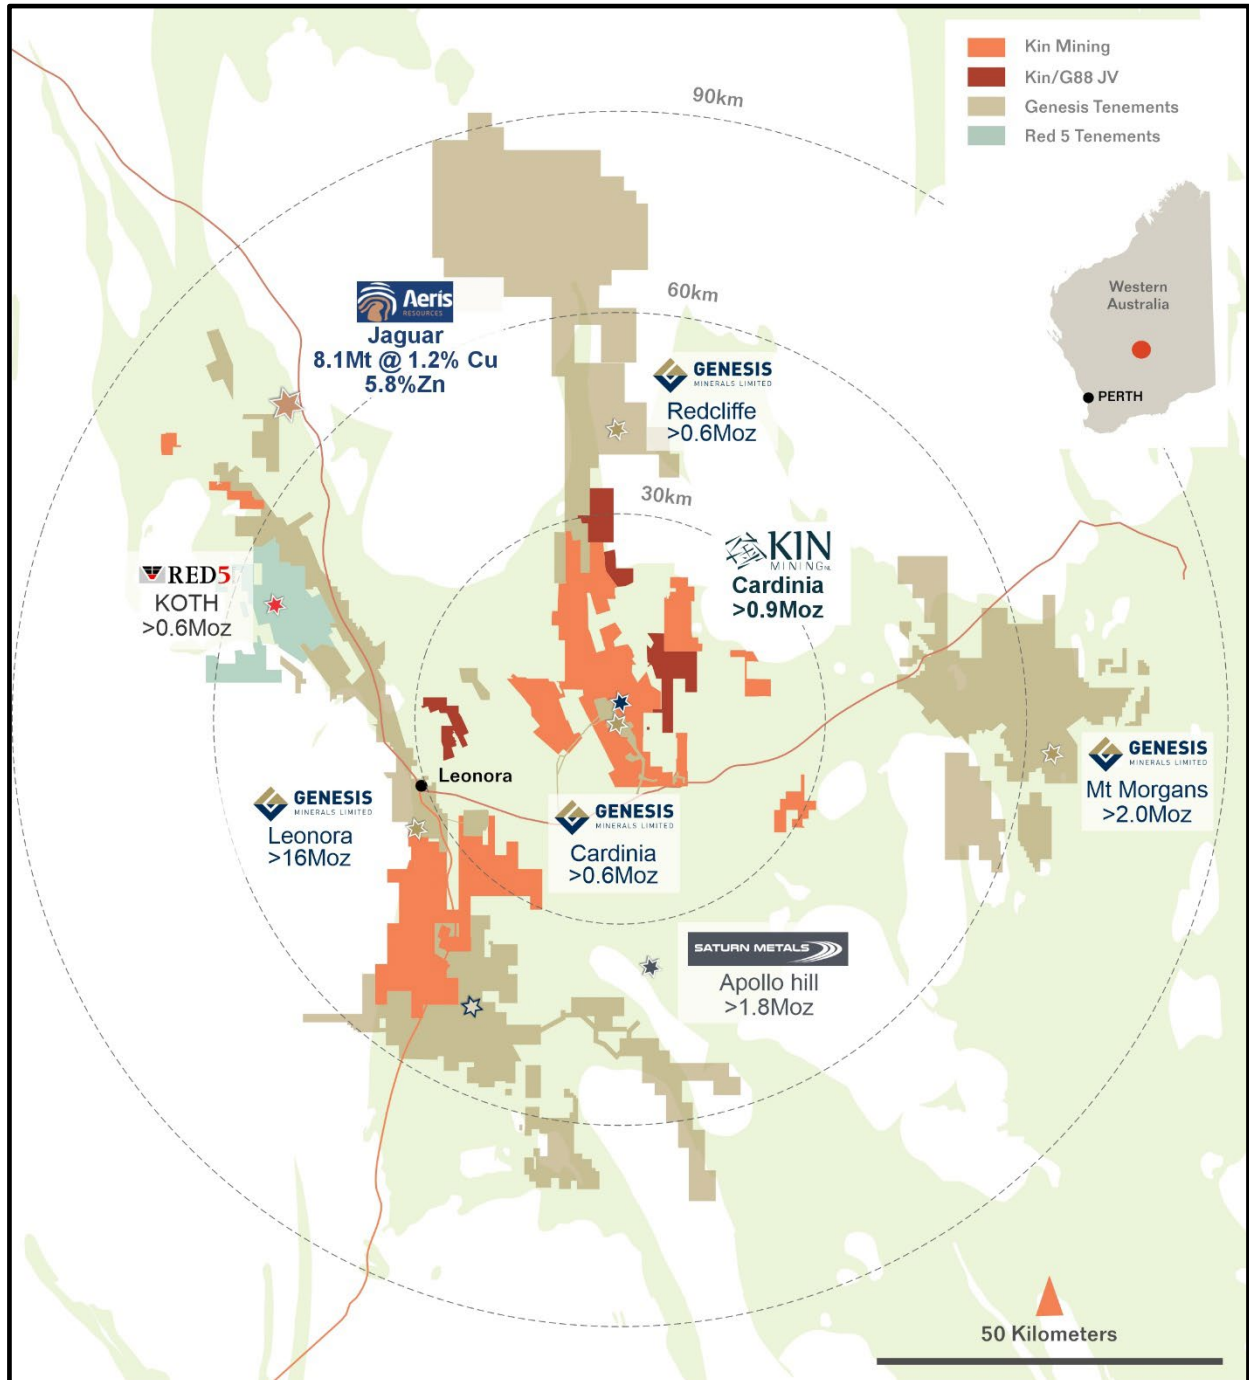 Kin Mining
Kin/G88 JV
Genesis Tenements
Red 5 Tenements
90km
60km
30km
Western
Australia
PERTH
Aeris
RESOURCES
Jaguar
8.1Mt @ 1.2% Cu
5.8%Zn
GENESIS
MINERALS LIMITED
Redcliffe
>0.6Moz
KIN
MINING NL
Cardinia
>0.9Moz
RED5
KOTH
>0.6Moz
Leonora
GENESIS
MINERALS LIMITED
Mt Morgans
>2.0Moz
GENESIS
MINERALS LIMITED
Leonora
>16Moz
GENESIS
MINERALS LIMITED
Cardinia
>0.6Moz
SATURN METALS
Apollo hill
>1.8Moz
50 Kilometers